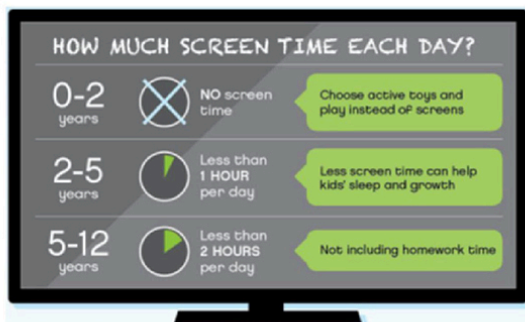 HOW MUCH SCREEN TIME EACH DAY?
0-2
years
NO screen
time
Choose active toys and
play instead of screens
2-5
years
Less than
1 HOUR
per day
Less screen time can help
kids' sleep and growth
5-12
years
Less than
2 HOURS
per day
Not including homework time